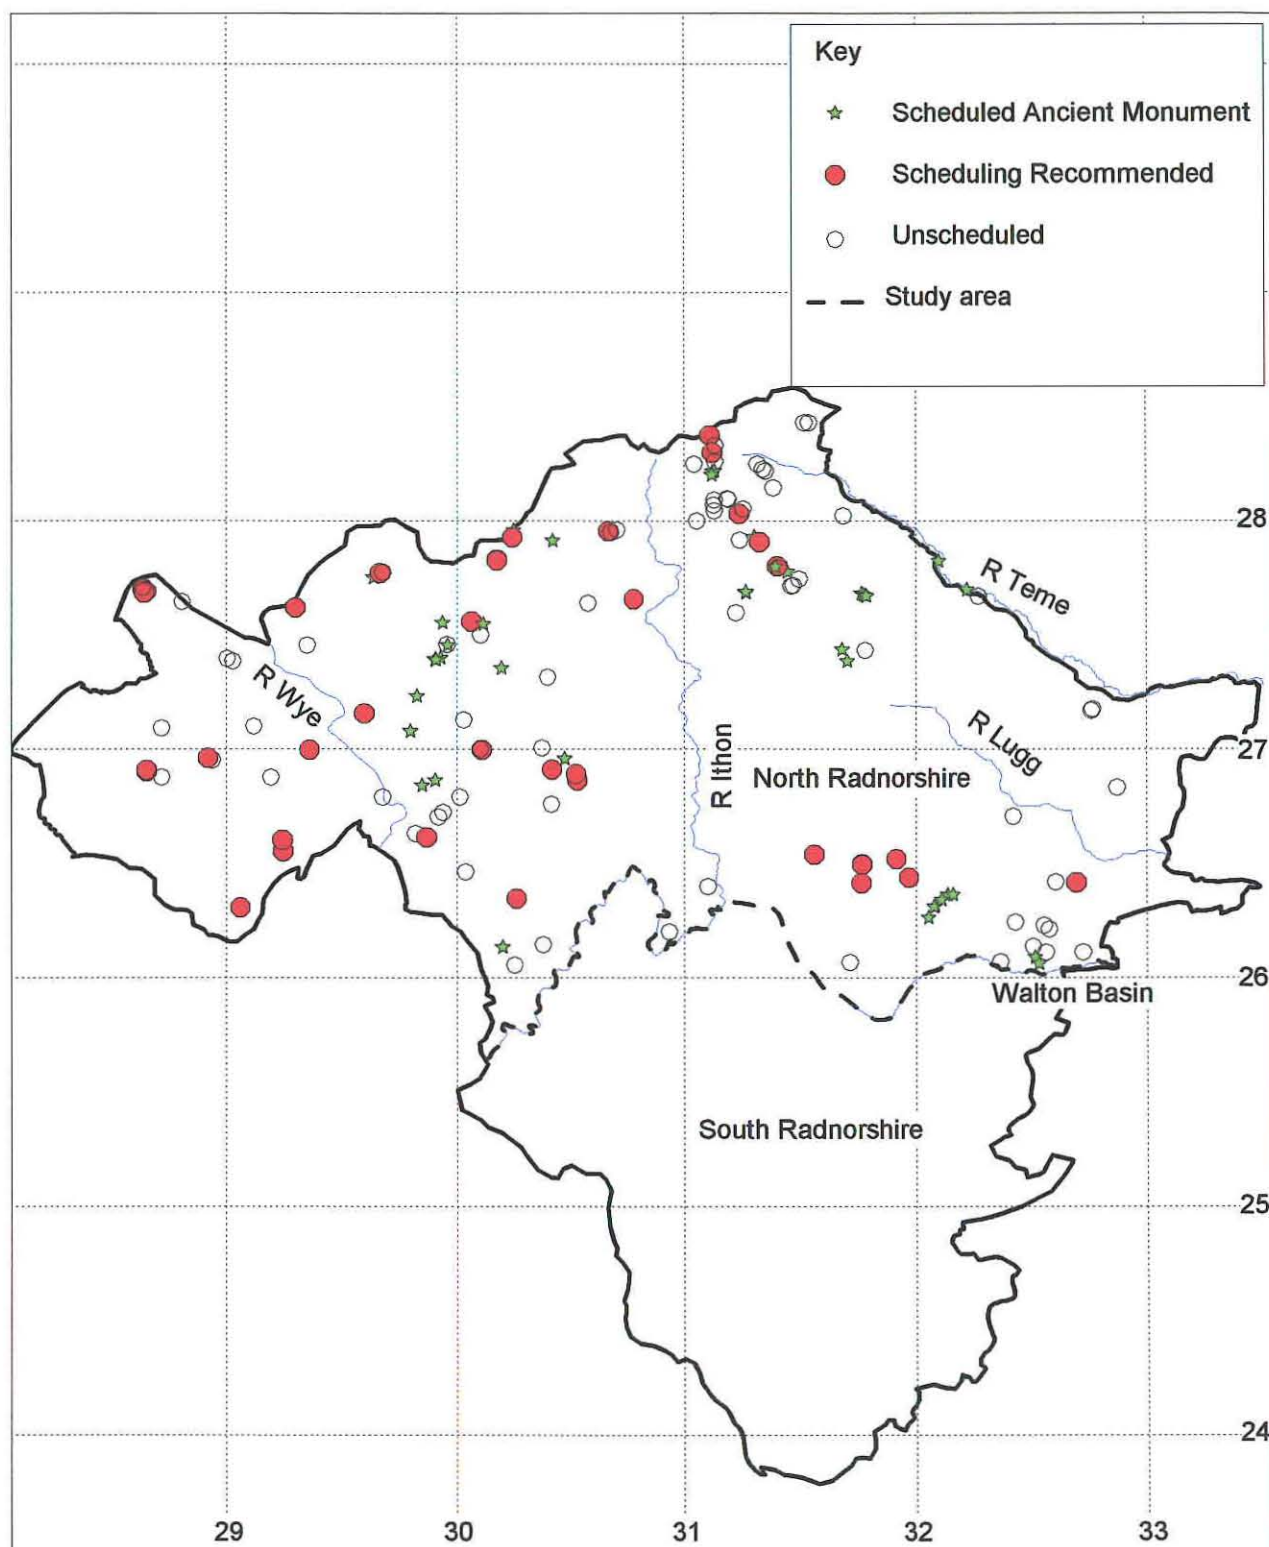 Key
Scheduled Ancient Monument
Scheduling Recommended
Unscheduled
Study area
28
R Teme
R Wye
27
R Ithon
R Lugg
North Radnorshire
26
Walton Basin
South Radnorshire
25
24
29
30
31
32
33